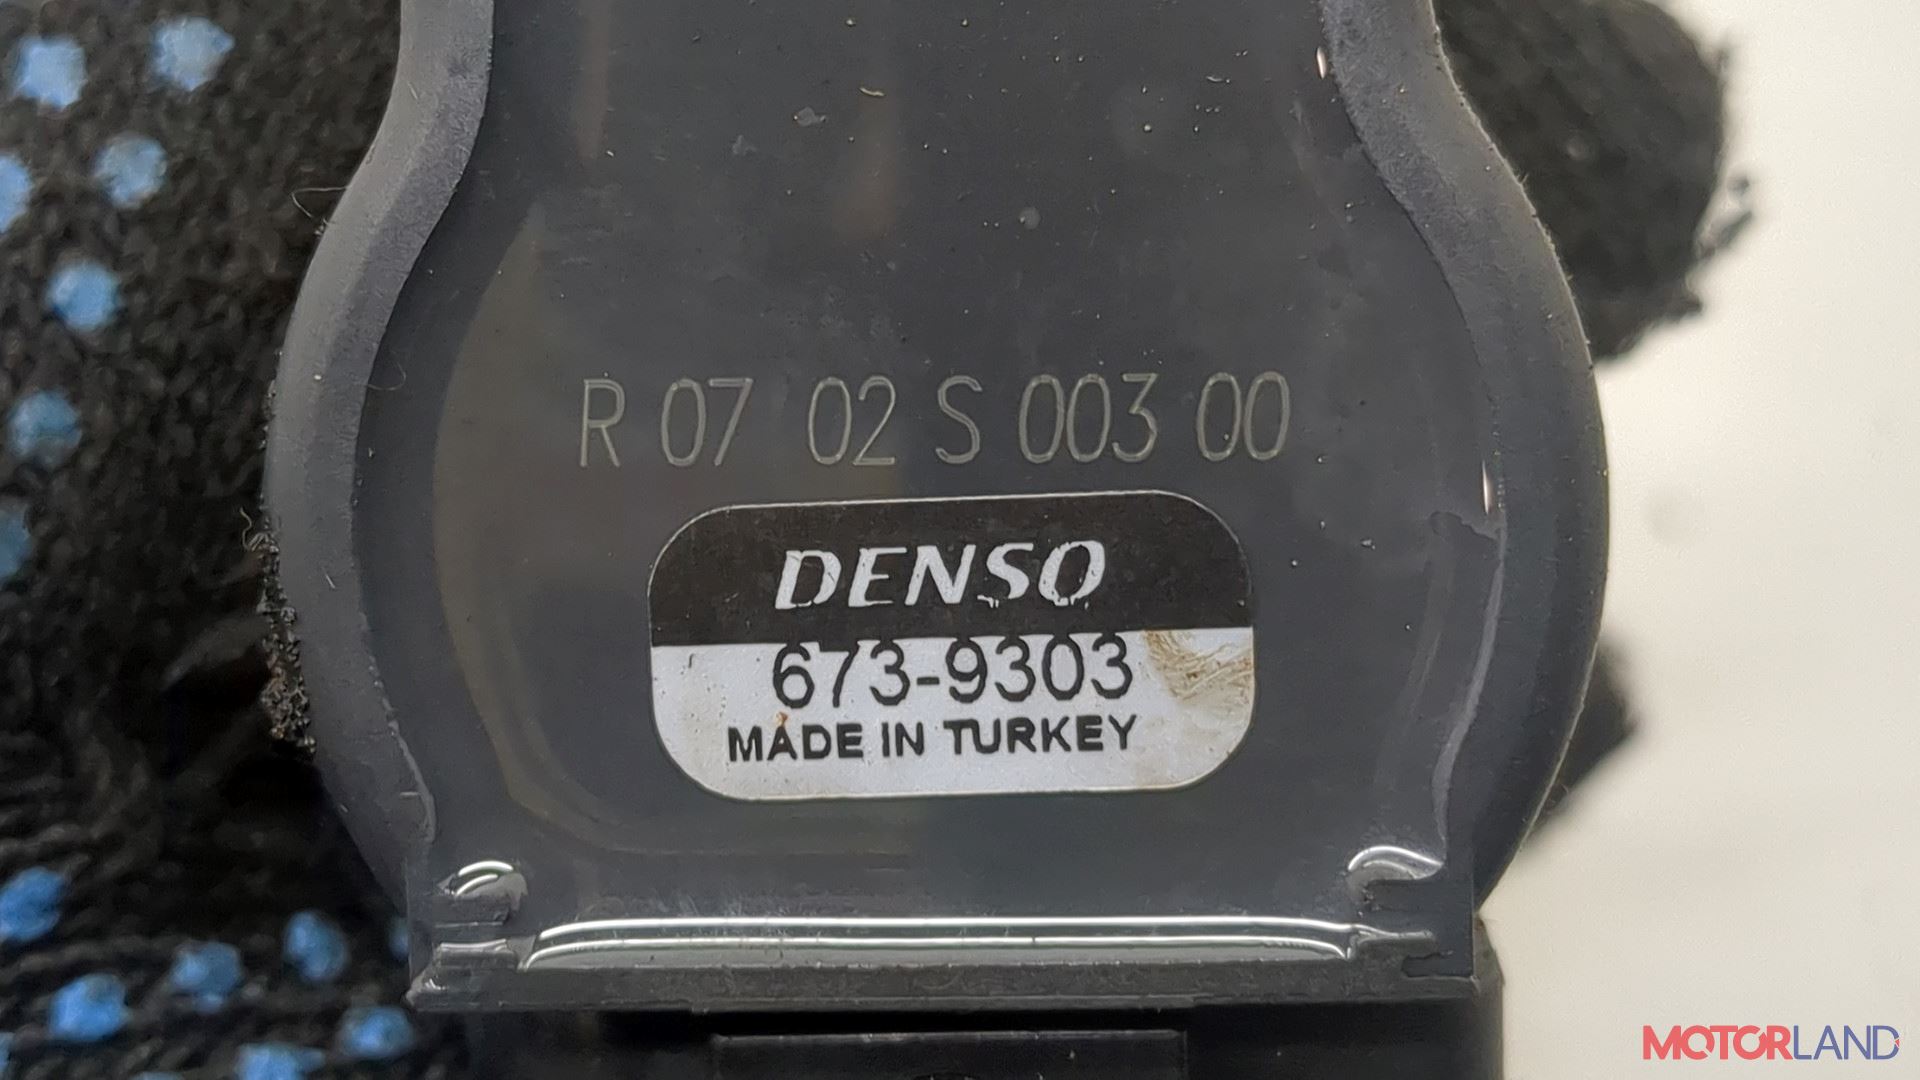 R 07 02 S 003 00
DENSO
673-9303
MADE IN TURKEY
MOTORLAND